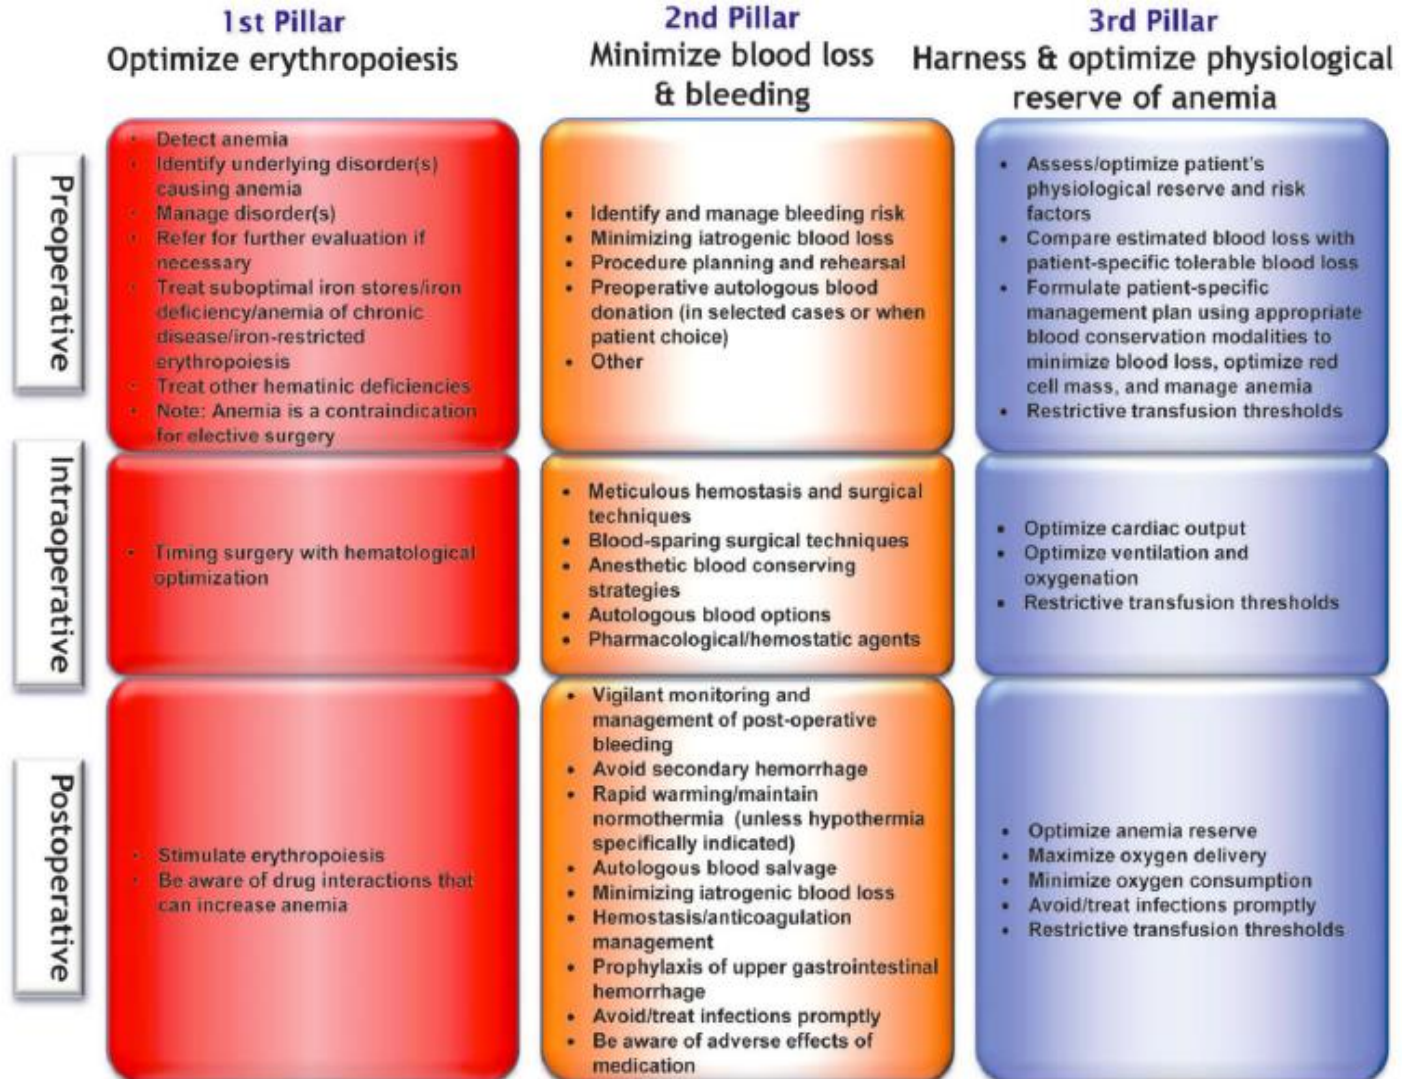 1st Pillar
Optimize erythropoiesis
2nd Pillar
Minimize blood loss
& bleeding
3rd Pillar
Harness & optimize physiological
reserve of anemia
Preoperative
• Detect anemia
• Identify underlying disorder(s)
causing anemia
• Manage disorder(s)
• Refer for further evaluation if
necessary
• Treat suboptimal iron stores/iron
deficiency/anemia of chronic
disease/iron-restricted
erythropoiesis
• Treat other hematinic deficiencies
• Note: Anemia is a contraindication
for elective surgery
• Identify and manage bleeding risk
• Minimizing iatrogenic blood loss
• Procedure planning and rehearsal
• Preoperative autologous blood
donation (in selected cases or when
patient choice)
• Other
• Assess/optimize patient's
physiological reserve and risk
factors
• Compare estimated blood loss with
patient-specific tolerable blood loss
• Formulate patient-specific
management plan using appropriate
blood conservation modalities to
minimize blood loss, optimize red
cell mass, and manage anemia
• Restrictive transfusion thresholds
Intraoperative
• Timing surgery with hematological
optimization
• Meticulous hemostasis and surgical
techniques
• Blood-sparing surgical techniques
• Anesthetic blood conserving
strategies
• Autologous blood options
• Pharmacological/hemostatic agents
• Optimize cardiac output
• Optimize ventilation and
oxygenation
• Restrictive transfusion thresholds
Postoperative
• Stimulate erythropoiesis
• Be aware of drug interactions that
can increase anemia
• Vigilant monitoring and
management of post-operative
bleeding
• Avoid secondary hemorrhage
• Rapid warming/maintain
normothermia (unless hypothermia
specifically indicated)
• Autologous blood salvage
• Minimizing iatrogenic blood loss
• Hemostasis/anticoagulation
management
• Prophylaxis of upper gastrointestinal
hemorrhage
• Avoid/treat infections promptly
• Be aware of adverse effects of
medication
• Optimize anemia reserve
• Maximize oxygen delivery
• Minimize oxygen consumption
• Avoid/treat infections promptly
• Restrictive transfusion thresholds